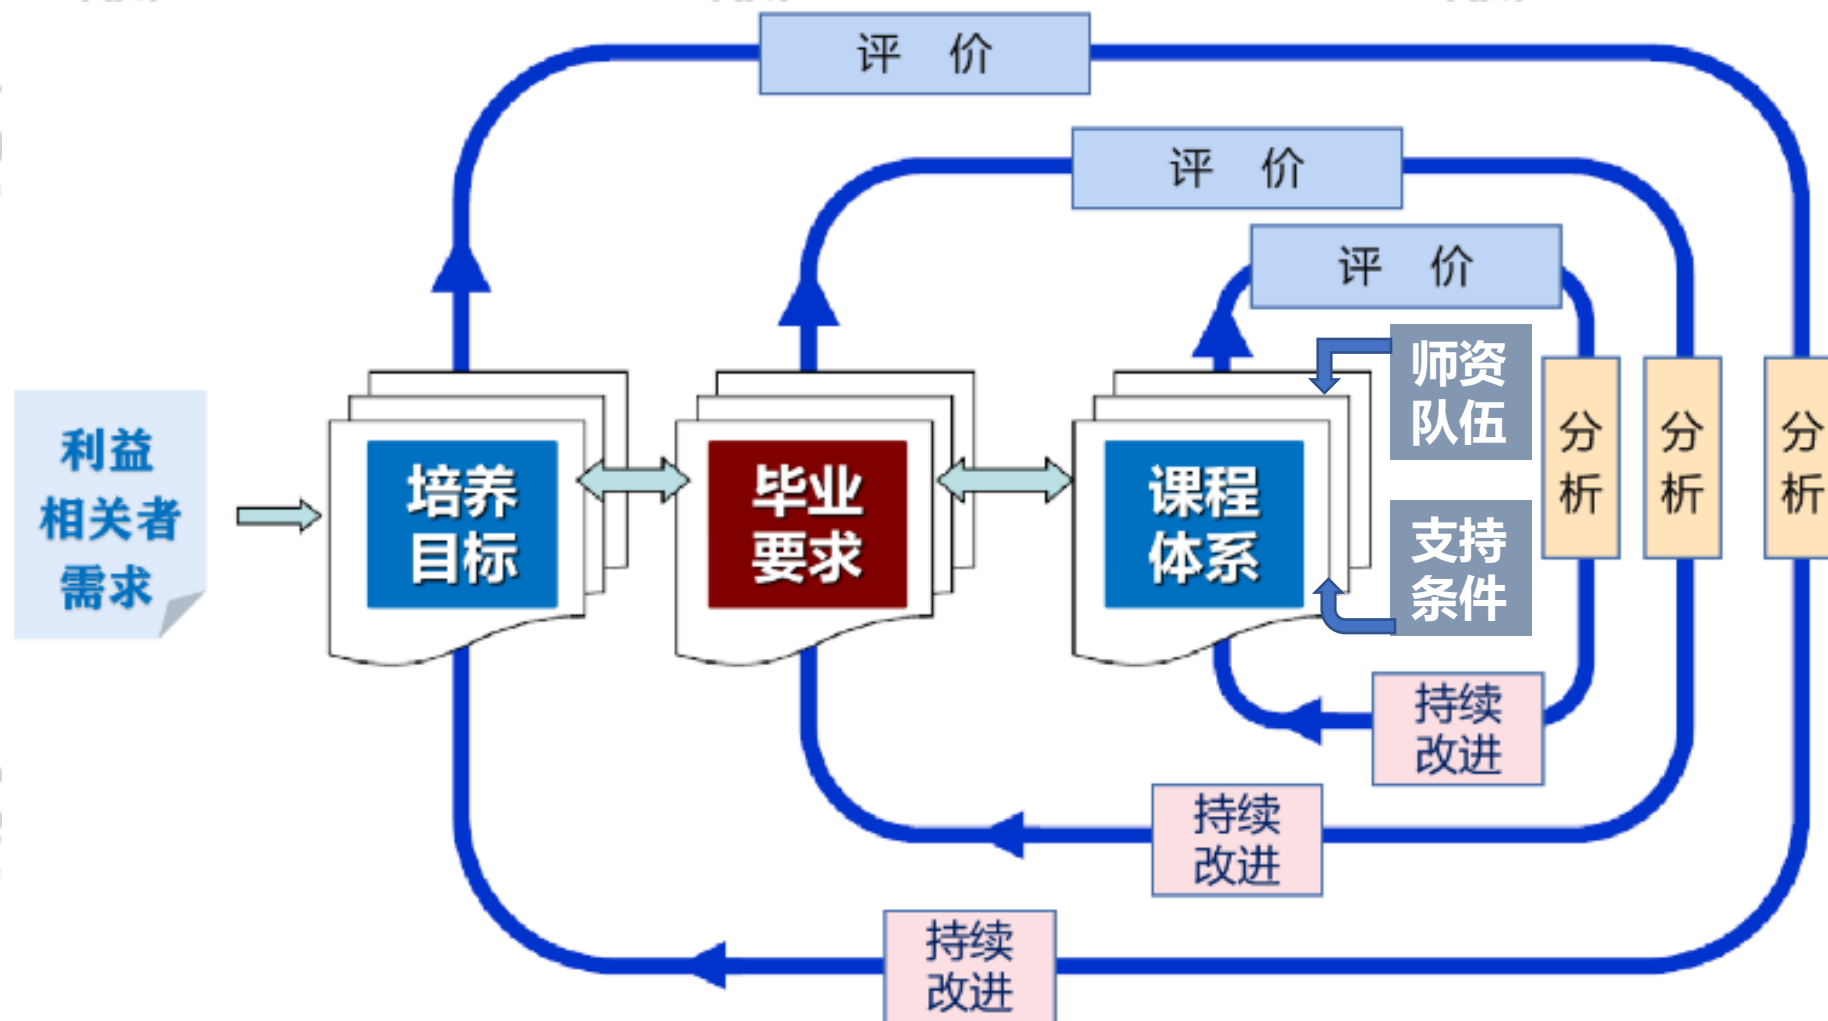 评 价
评 价
评 价
利益
相关者
需求
培养
目标
毕业
要求
课程
体系
师资
队伍
支持
条件
分
析
分
析
分
析
持续
改进
持续
改进
持续
改进